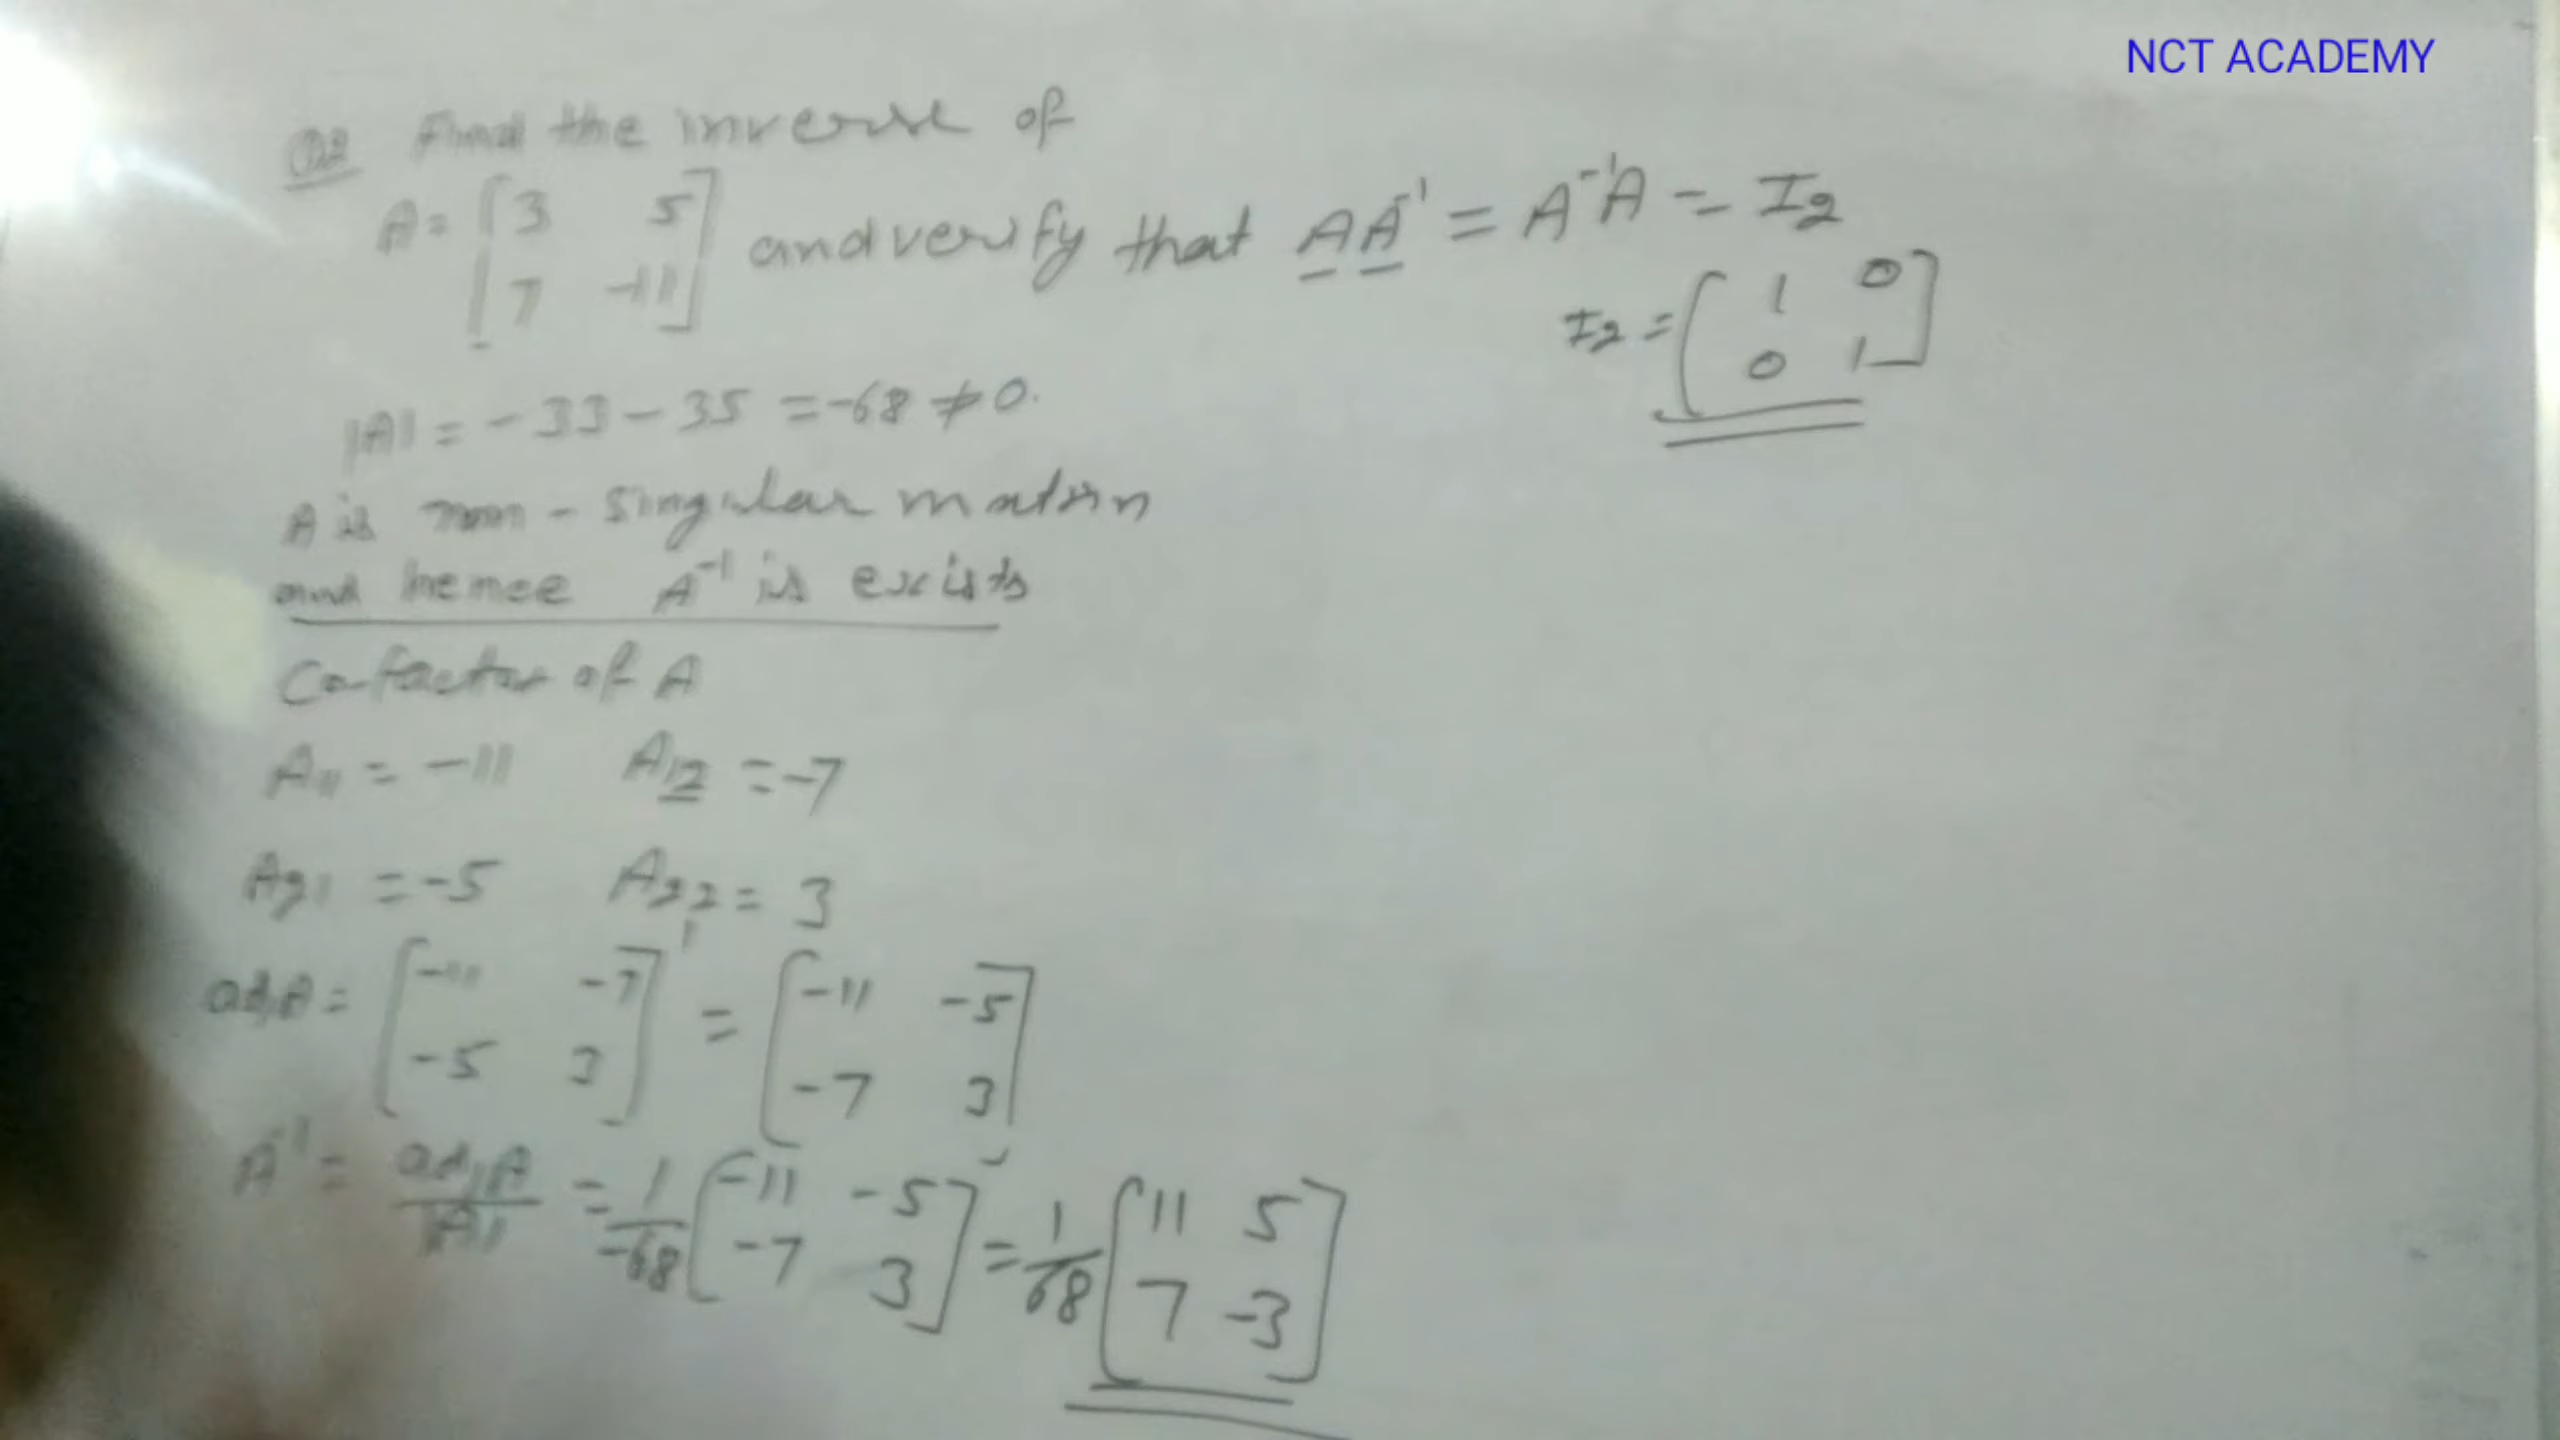 NCT ACADEMY
Q2 Find the inverse of
A = [3 5
7 -11] and verify that AA⁻¹ = A⁻¹A = I2
I2 = [1 0
0 1]
|A| = -33 - 35 = -68 ≠ 0.
A is non-singular matrix
and hence A⁻¹ is exists
Cofactor of A
A11 = -11 A12 = -7
A21 = -5 A22 = 3
adjA = [-11 -7
-5 3]' = [-11 -5
-7 3]
A⁻¹ = adjA/|A| = 1/-68 [-11 -5
-7 3] = 1/68 [11 5
7 -3]